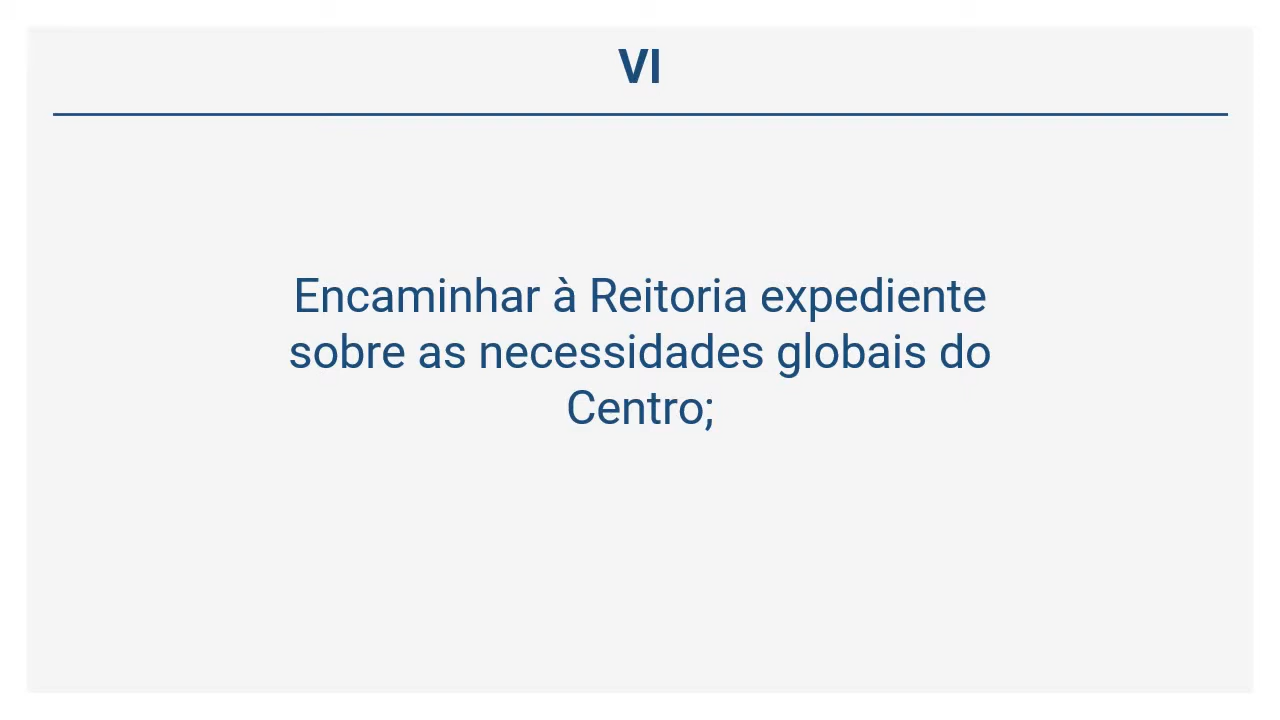 VI
Encaminhar à Reitoria expediente
sobre as necessidades globais do
Centro;